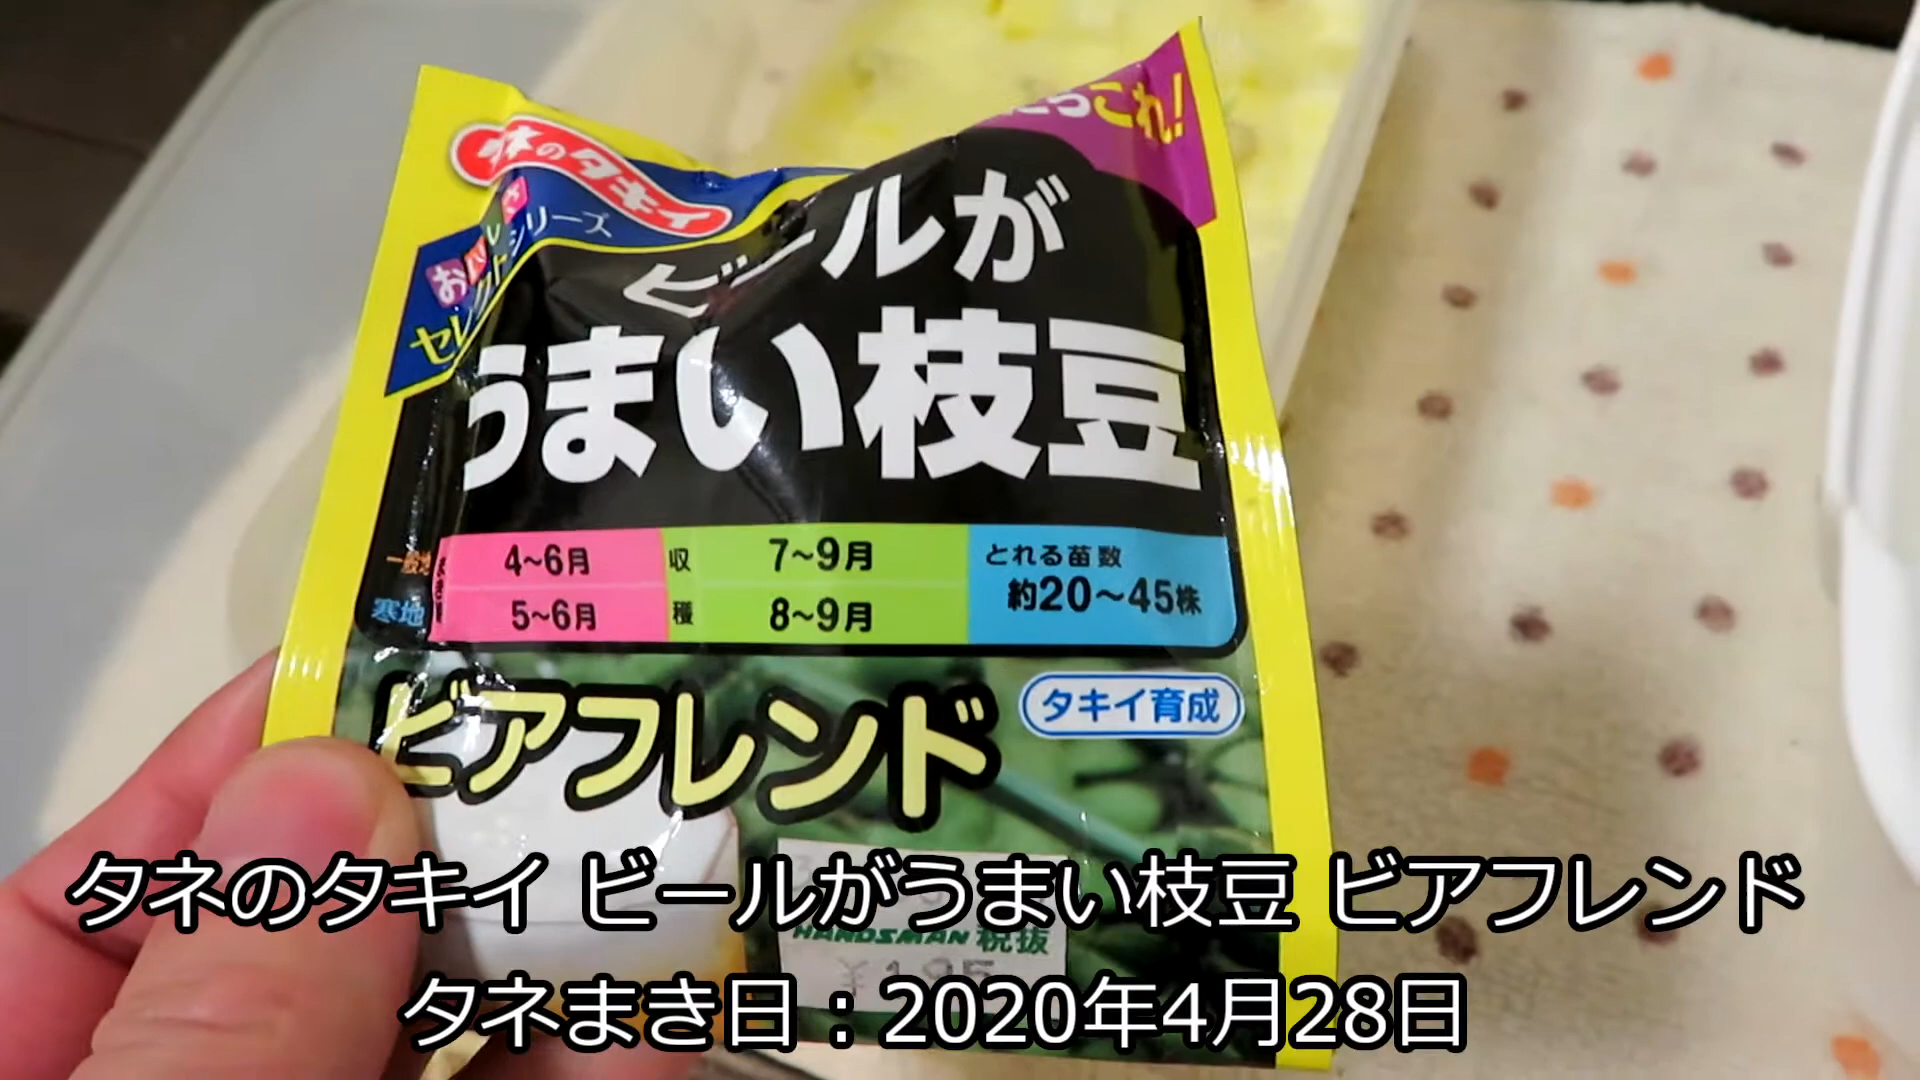 これ!
味のタキイ
おいしさ
セレクトシリーズ
ビールが
うまい枝豆
一般地 4~6月 収 7~9月 とれる苗数
寒地 5~6月 穫 8~9月 約20~45株
ビアフレンド
タキイ育成
HANDSMAN 税抜
¥195
タネのタキイ ビールがうまい枝豆 ビアフレンド
タネまき日：2020年4月28日